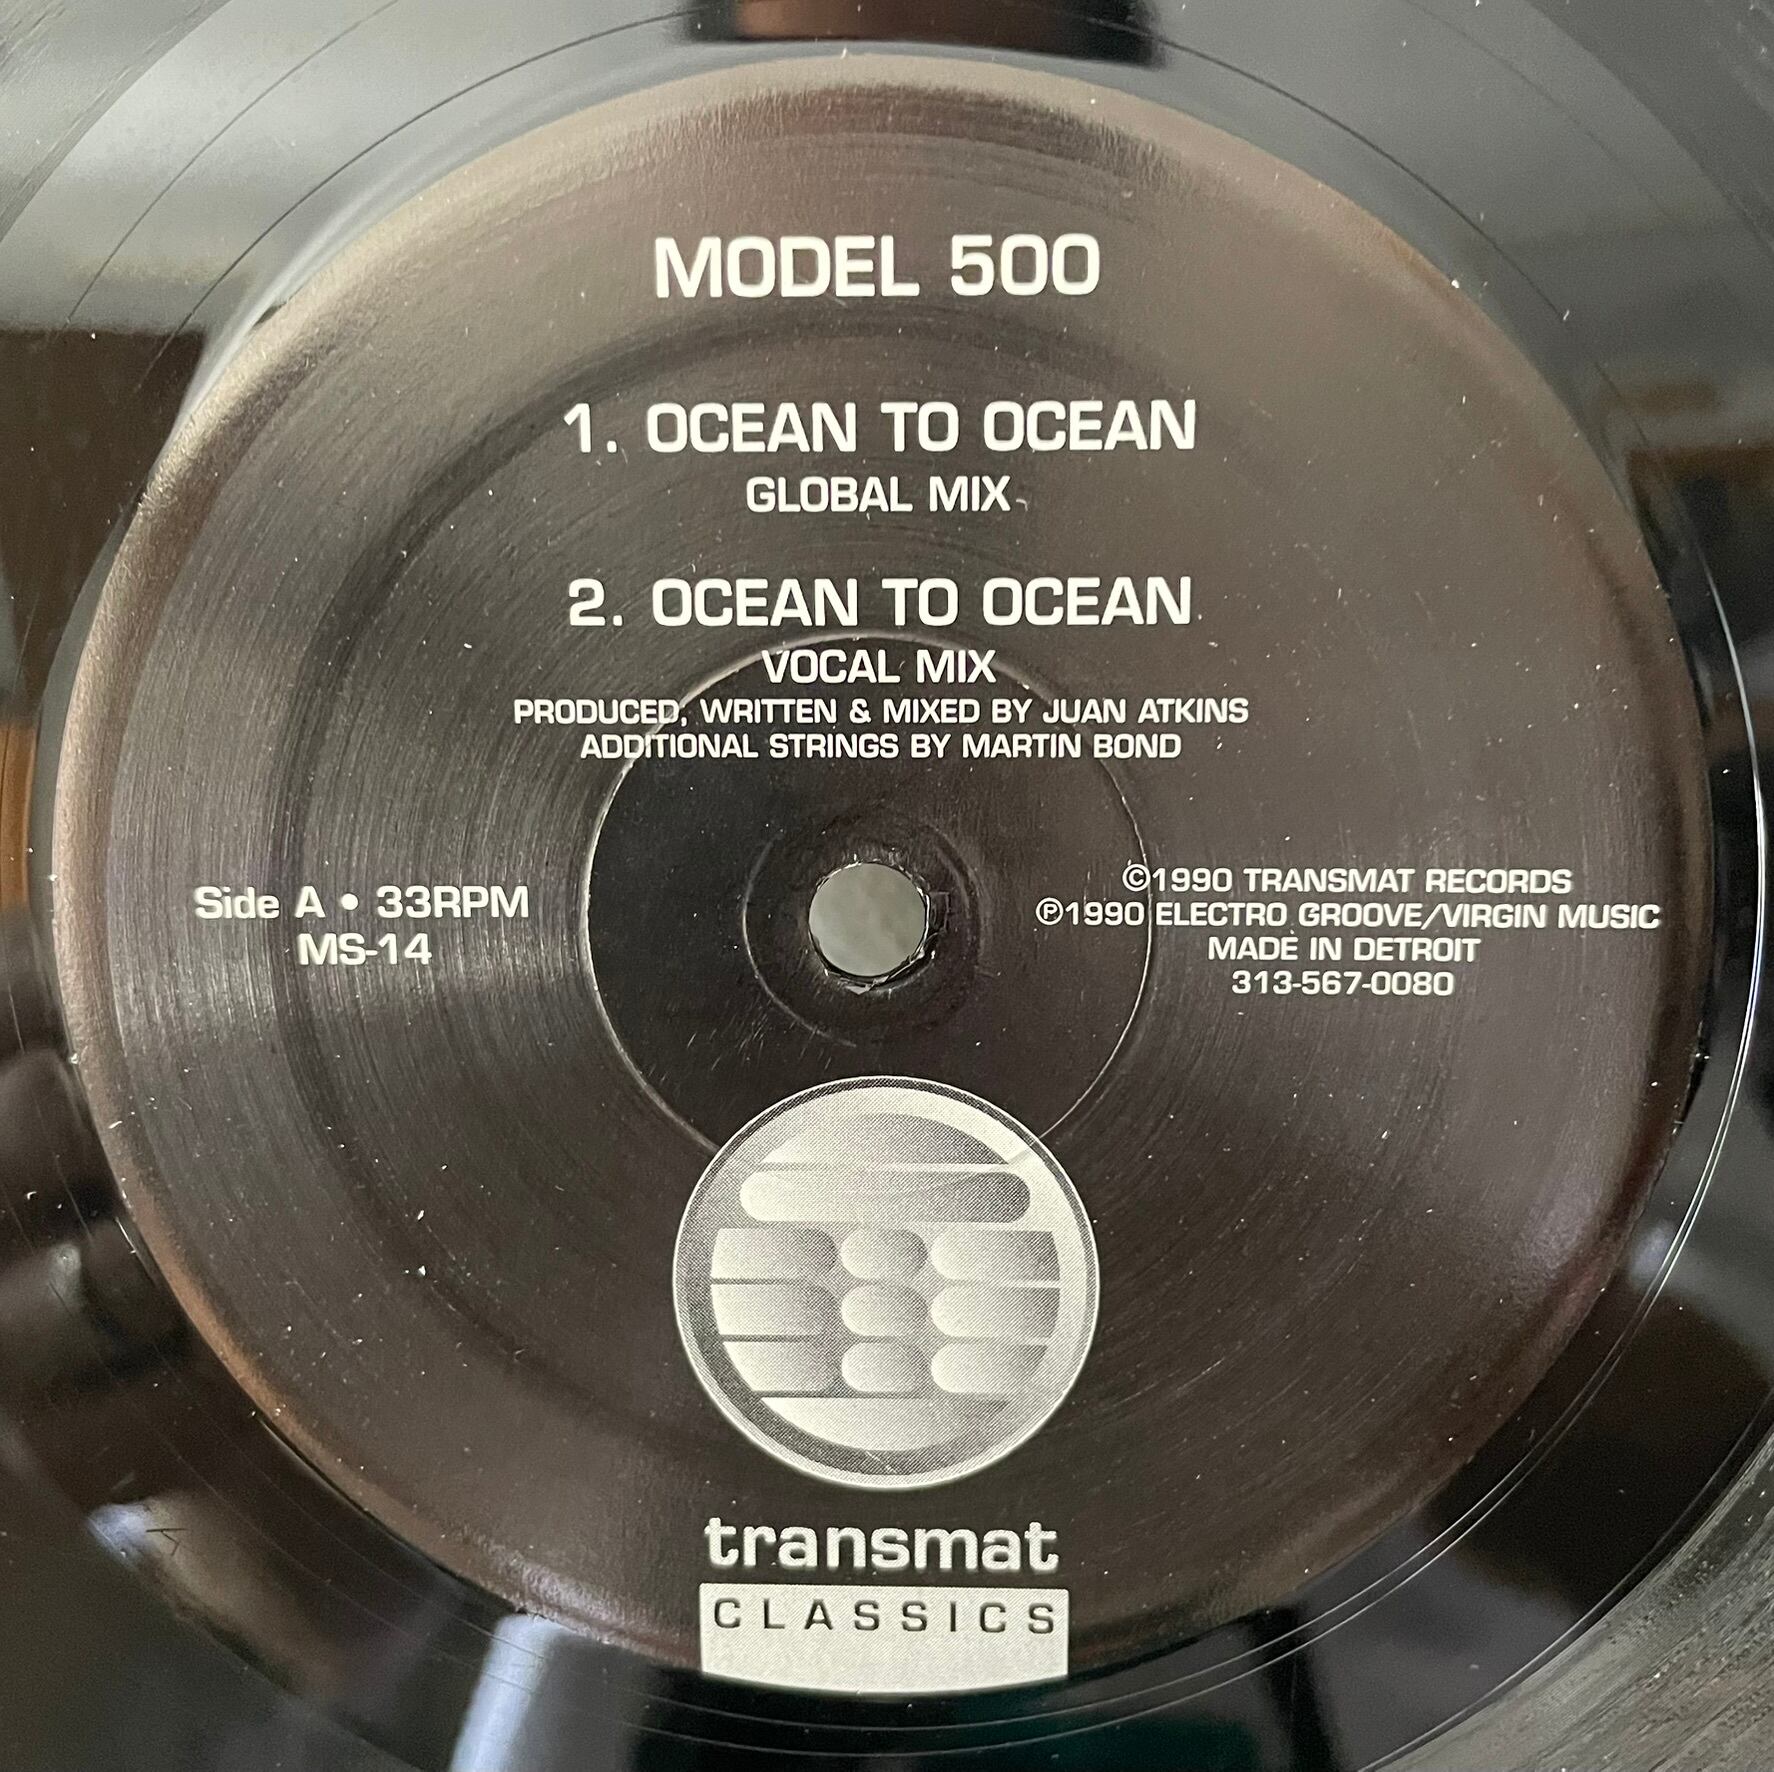 MODEL 500
1. OCEAN TO OCEAN
GLOBAL MIX
2. OCEAN TO OCEAN
VOCAL MIX
PRODUCED, WRITTEN & MIXED BY JUAN ATKINS
ADDITIONAL STRINGS BY MARTIN BOND
Side A • 33RPM
MS-14
©1990 TRANSMAT RECORDS
℗1990 ELECTRO GROOVE/VIRGIN MUSIC
MADE IN DETROIT
313-567-0080
transmat
CLASSICS